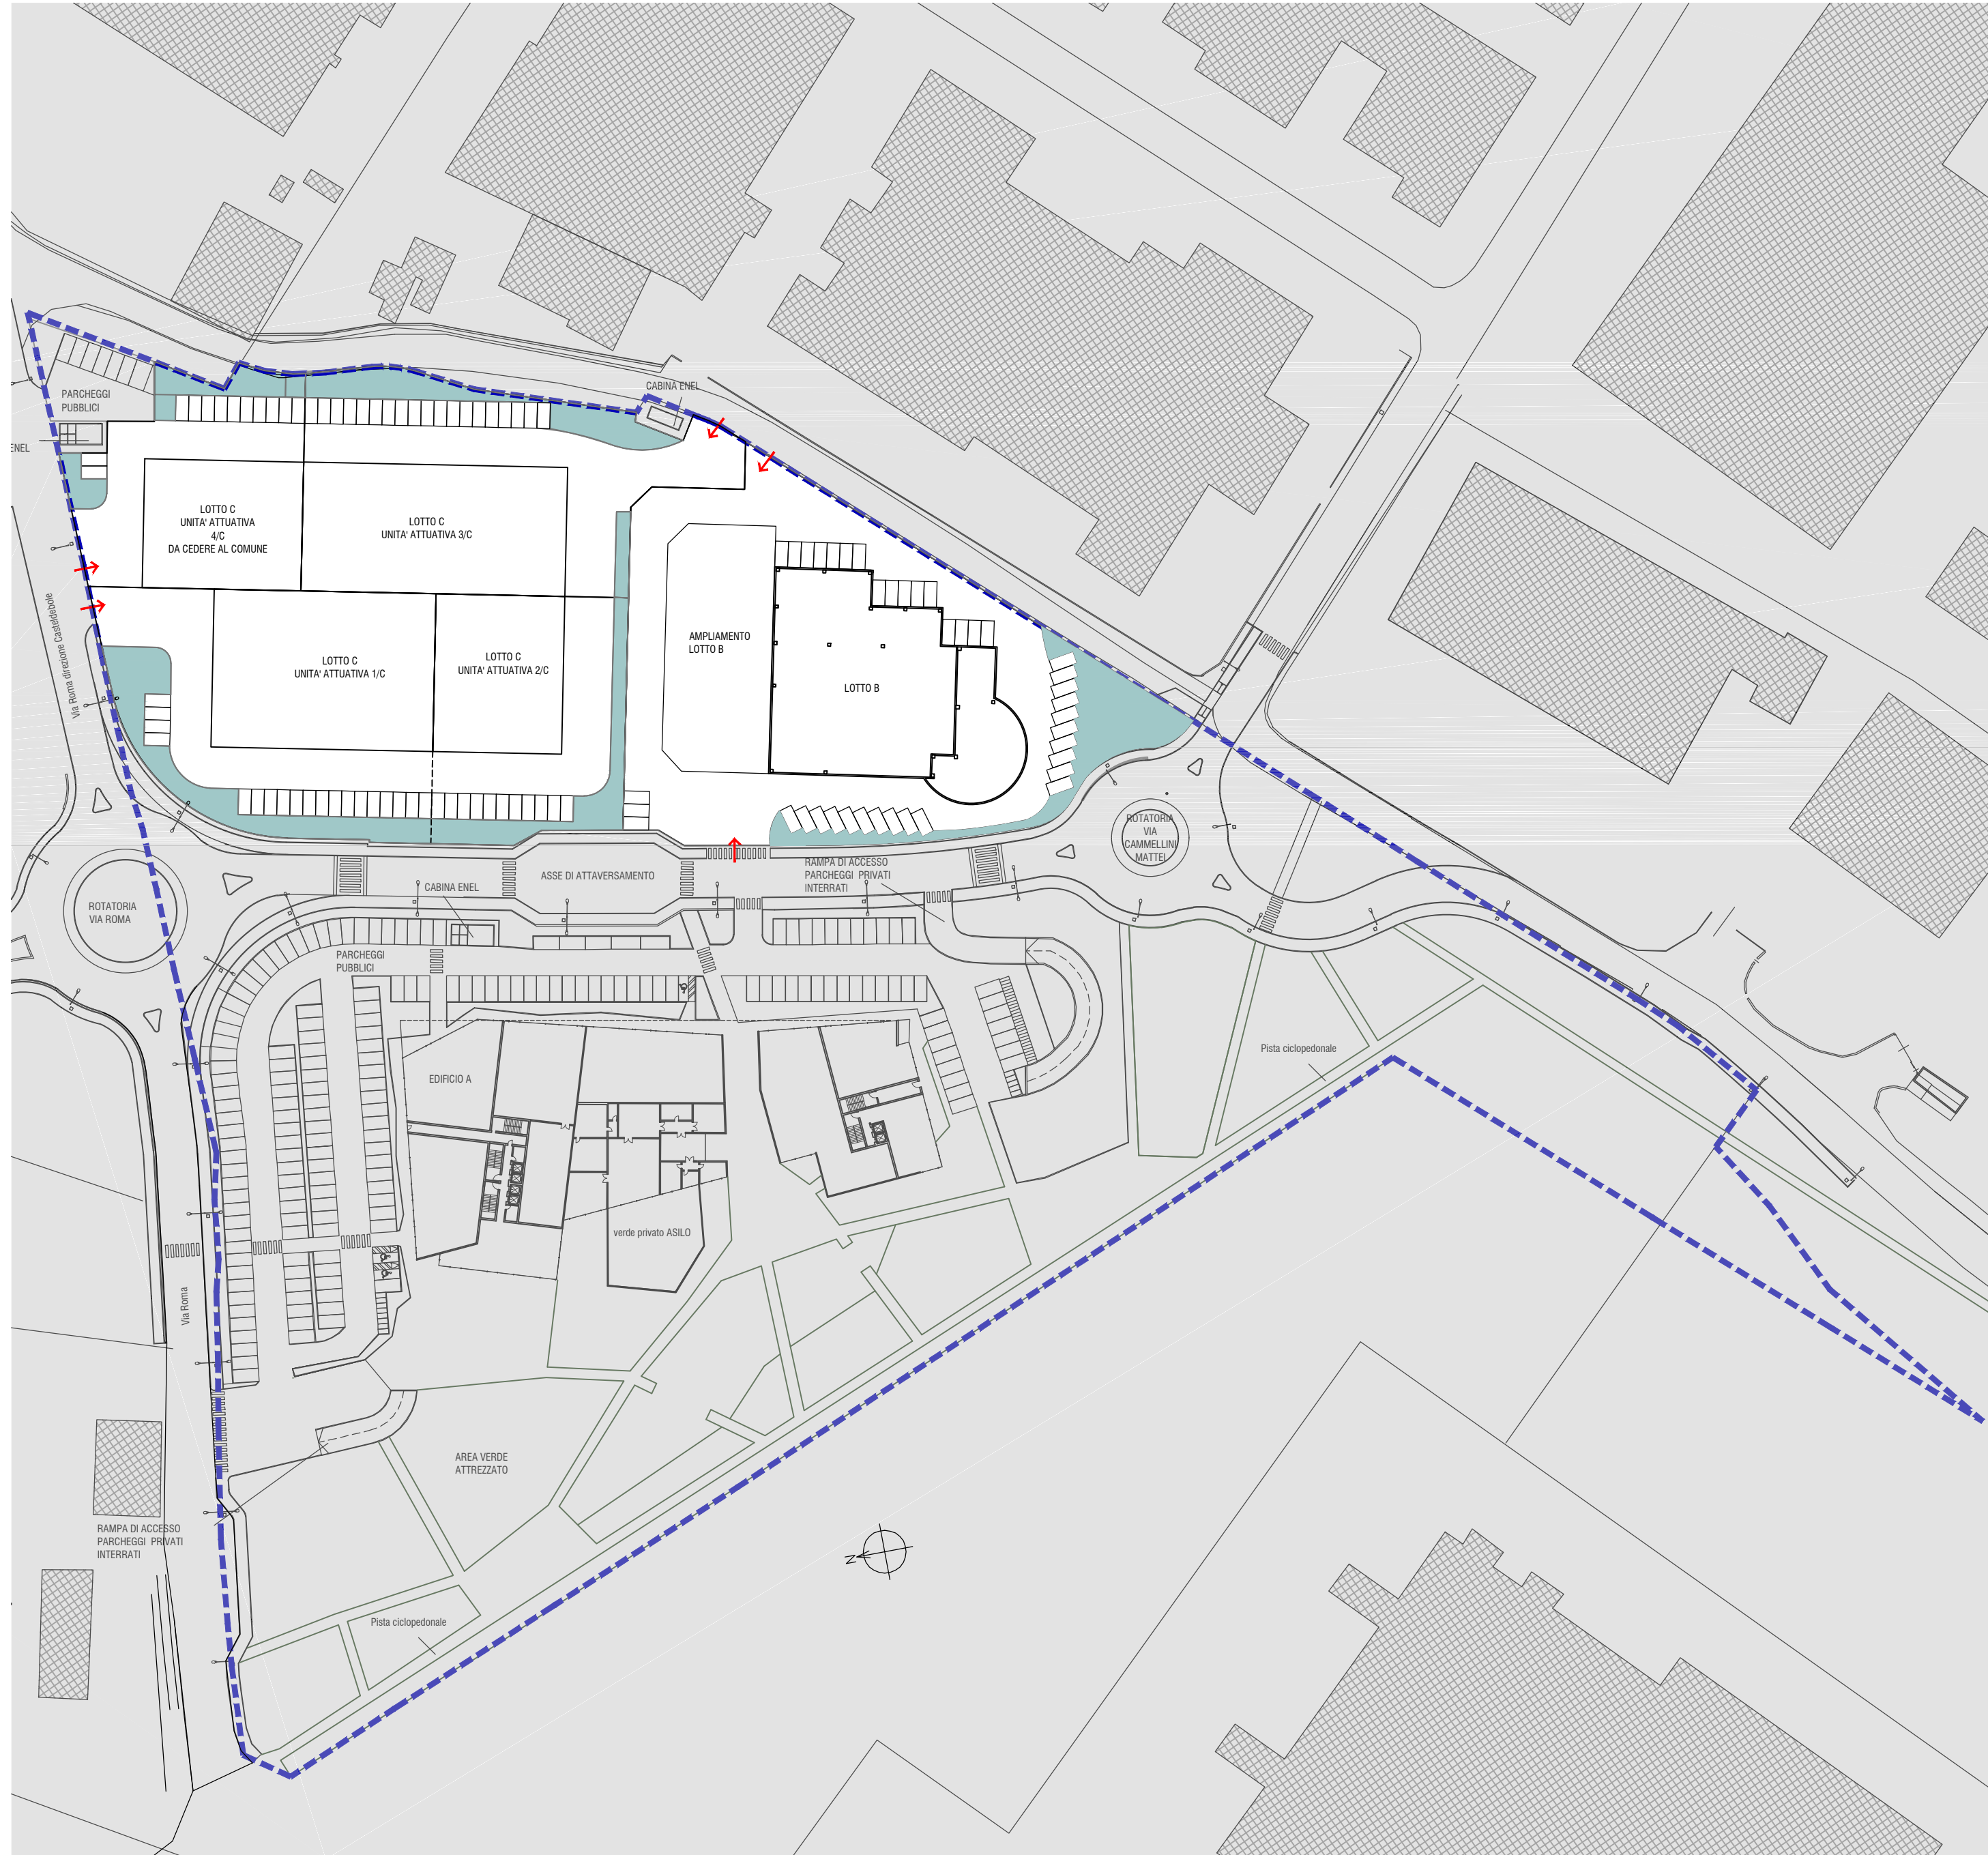 CABINA ENEL
PARCHEGGI
PUBBLICI
ENEL
LOTTO C
UNITA' ATTUATIVA
4/C
DA CEDERE AL COMUNE
LOTTO C
UNITA' ATTUATIVA 3/C
Via Roma direzione Casteldebole
LOTTO C
UNITA' ATTUATIVA 1/C
LOTTO C
UNITA' ATTUATIVA 2/C
AMPLIAMENTO
LOTTO B
LOTTO B
ROTATORIA
VIA
CAMMELLINI
MATTEI
ASSE DI ATTAVERSAMENTO
RAMPA DI ACCESSO
PARCHEGGI PRIVATI
INTERRATI
CABINA ENEL
ROTATORIA
VIA ROMA
PARCHEGGI
PUBBLICI
Pista ciclopedonale
EDIFICIO A
verde privato ASILO
Via Roma
AREA VERDE
ATTREZZATO
RAMPA DI ACCESSO
PARCHEGGI PRIVATI
INTERRATI
N
Pista ciclopedonale